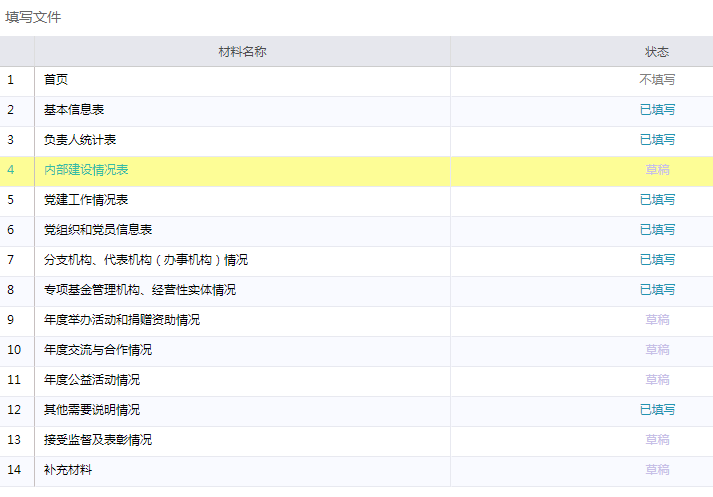 填写文件
材料名称 状态
1 首页 不填写
2 基本信息表 已填写
3 负责人统计表 已填写
4 内部建设情况表 草稿
5 党建工作情况表 已填写
6 党组织和党员信息表 已填写
7 分支机构、代表机构（办事机构）情况 已填写
8 专项基金管理机构、经营性实体情况 已填写
9 年度举办活动和捐赠资助情况 草稿
10 年度交流与合作情况 草稿
11 年度公益活动情况 草稿
12 其他需要说明情况 已填写
13 接受监督及表彰情况 草稿
14 补充材料 草稿